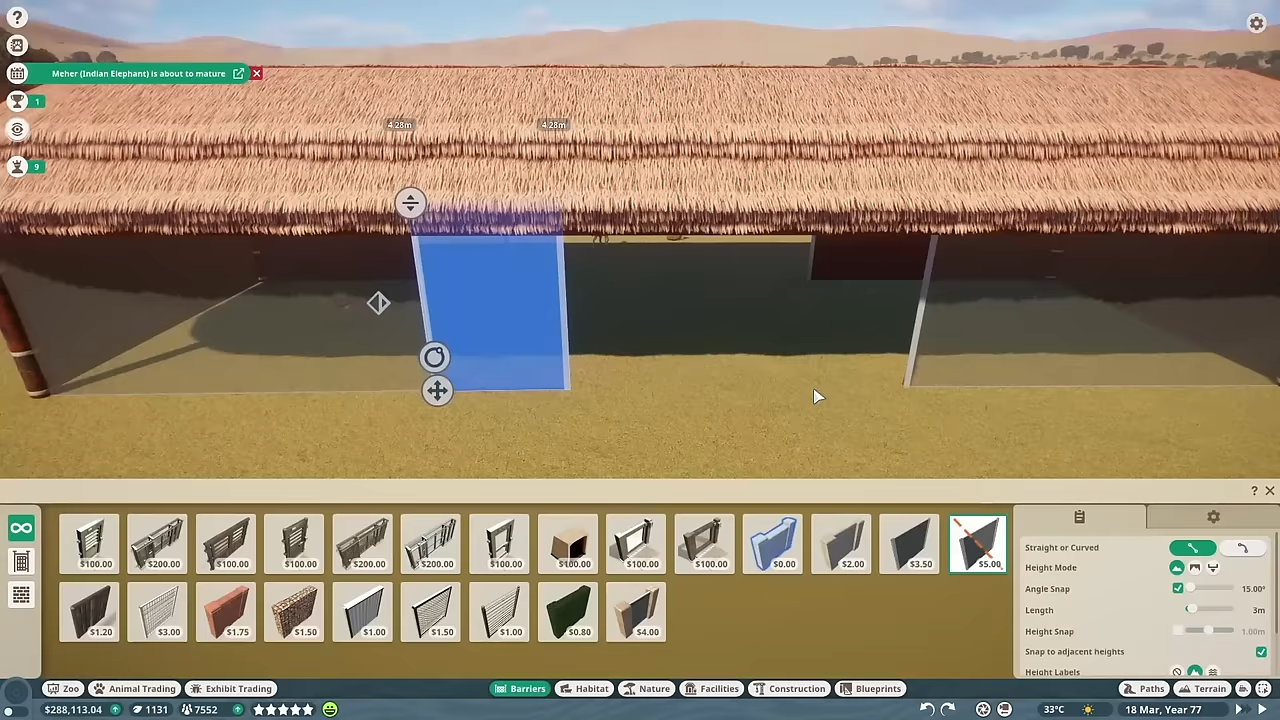 ?
Meher (Indian Elephant) is about to mature
1
9
4.28m 4.28m
?
$100.00 $200.00 $100.00 $100.00 $200.00 $200.00 $100.00 $100.00 $100.00 $100.00 $0.00 $2.00 $3.50 $5.00
$1.20 $3.00 $1.75 $1.50 $1.00 $1.50 $1.00 $0.80 $4.00
Straight or Curved
Height Mode
Angle Snap 15.00°
Length 3m
Height Snap 1.00m
Snap to adjacent heights
Height Labels
Zoo Animal Trading Exhibit Trading Barriers Habitat Nature Facilities Construction Blueprints Paths Terrain
$288,113.04 1131 7552 33°C 18 Mar, Year 77